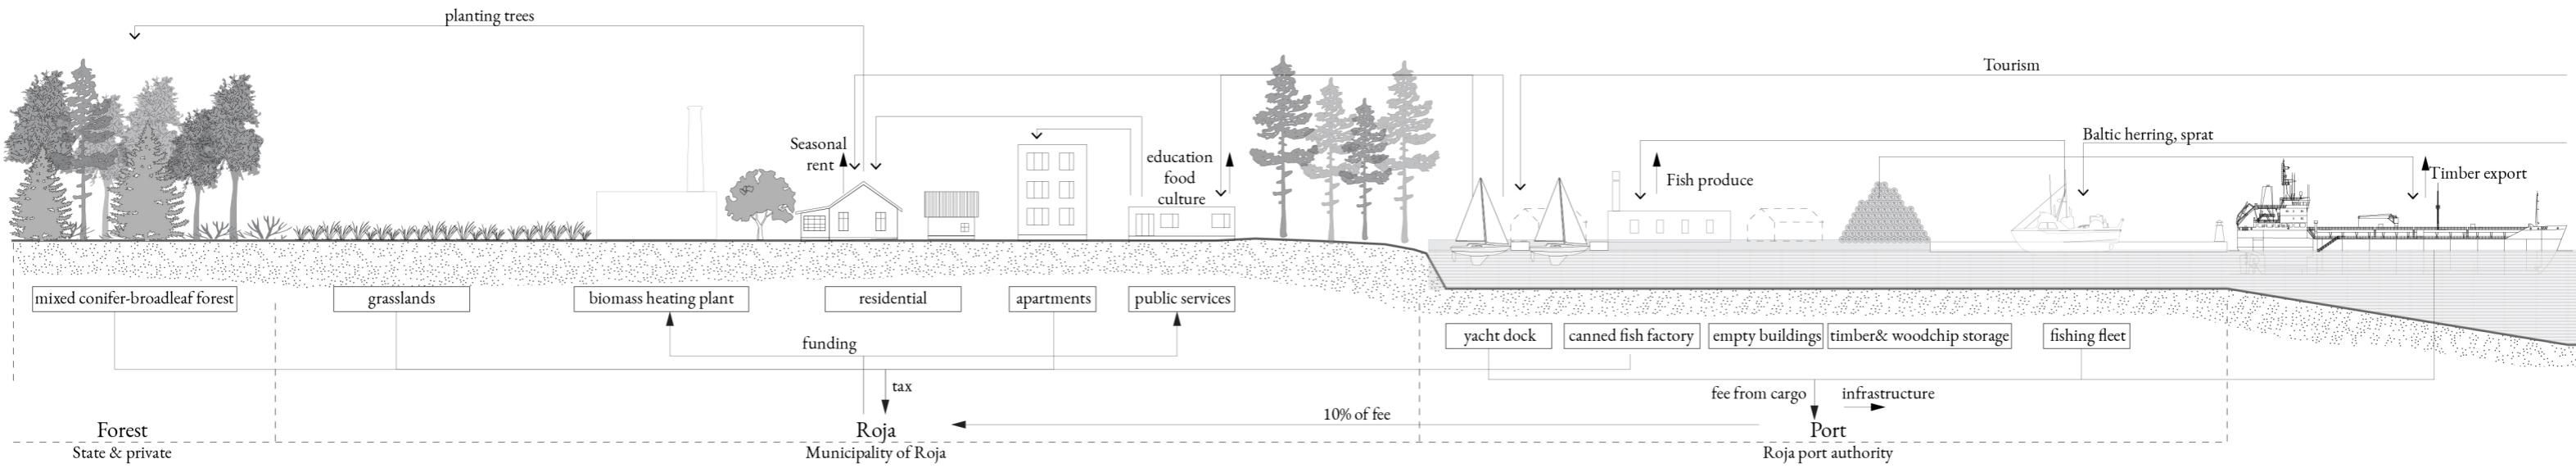 planting trees
Tourism
Seasonal
rent
education
food
culture
Baltic herring, sprat
Fish produce
Timber export
mixed conifer-broadleaf forest
grasslands
biomass heating plant
residential
apartments
public services
yacht dock
canned fish factory
empty buildings
timber& woodchip storage
fishing fleet
funding
tax
fee from cargo
infrastructure
10% of fee
Forest
State & private
Roja
Municipality of Roja
Port
Roja port authority